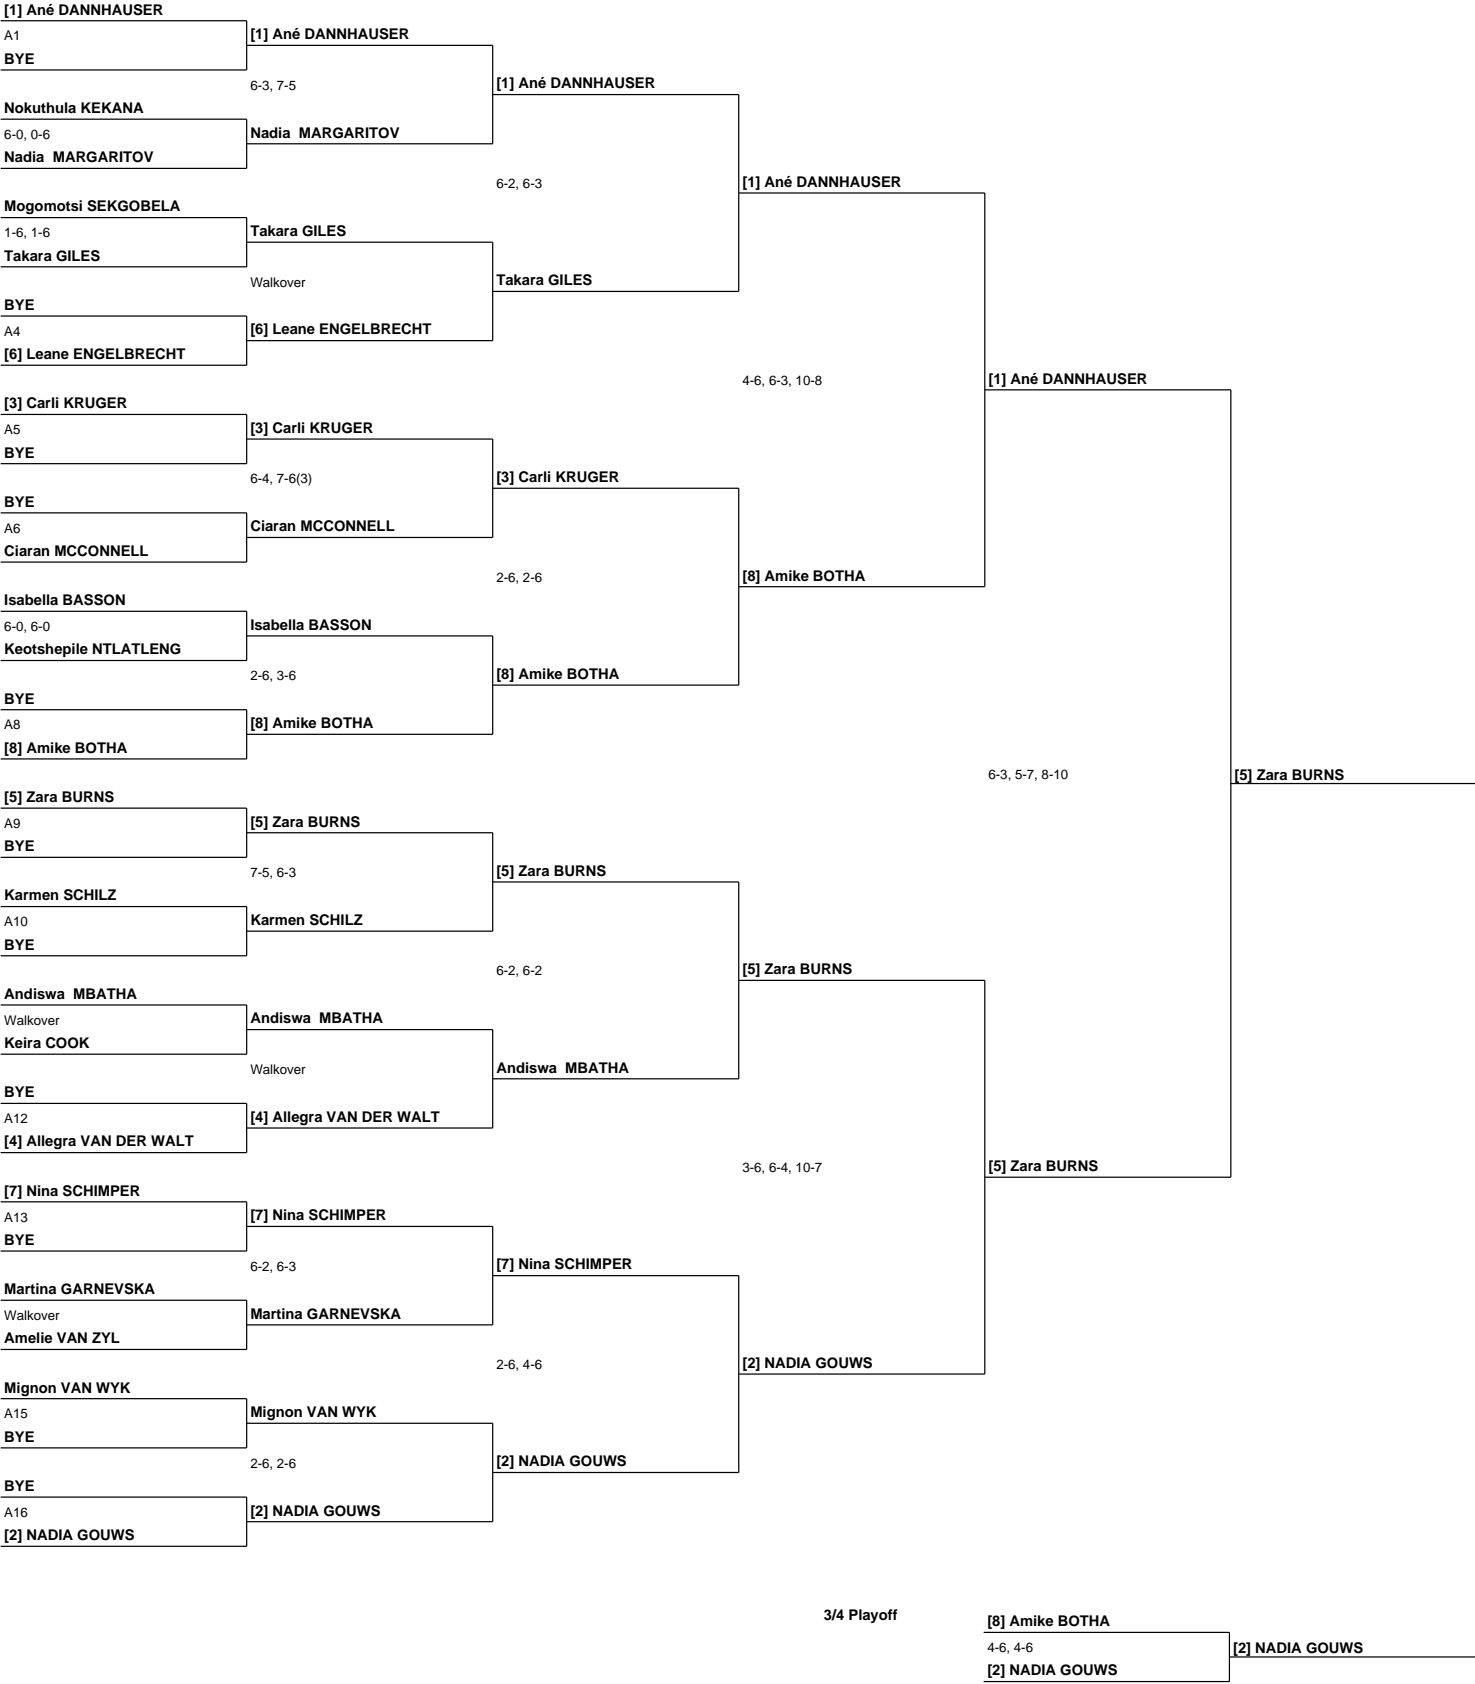 [1] Ané DANNHAUSER
A1
BYE
Nokuthula KEKANA
6-0, 0-6
Nadia  MARGARITOV
Mogomotsi SEKGOBELA
1-6, 1-6
Takara GILES
BYE
A4
[6] Leane ENGELBRECHT
[3] Carli KRUGER
A5
BYE
BYE
A6
Ciaran MCCONNELL
Isabella BASSON
6-0, 6-0
Keotshepile NTLATLENG
BYE
A8
[8] Amike BOTHA
[5] Zara BURNS
A9
BYE
Karmen SCHILZ
A10
BYE
Andiswa  MBATHA
Walkover
Keira COOK
BYE
A12
[4] Allegra VAN DER WALT
[7] Nina SCHIMPER
A13
BYE
Martina GARNEVSKA
Walkover
Amelie VAN ZYL
Mignon VAN WYK
A15
BYE
BYE
A16
[2] NADIA GOUWS
[1] Ané DANNHAUSER
6-3, 7-5
Nadia  MARGARITOV
Takara GILES
Walkover
[6] Leane ENGELBRECHT
[3] Carli KRUGER
6-4, 7-6(3)
Ciaran MCCONNELL
Isabella BASSON
2-6, 3-6
[8] Amike BOTHA
[5] Zara BURNS
7-5, 6-3
Karmen SCHILZ
Andiswa  MBATHA
Walkover
[4] Allegra VAN DER WALT
[7] Nina SCHIMPER
6-2, 6-3
Martina GARNEVSKA
Mignon VAN WYK
2-6, 2-6
[2] NADIA GOUWS
[1] Ané DANNHAUSER
6-2, 6-3
Takara GILES
[3] Carli KRUGER
2-6, 2-6
[8] Amike BOTHA
[5] Zara BURNS
6-2, 6-2
Andiswa  MBATHA
[7] Nina SCHIMPER
2-6, 4-6
[2] NADIA GOUWS
[1] Ané DANNHAUSER
4-6, 6-3, 10-8
[8] Amike BOTHA
[5] Zara BURNS
3-6, 6-4, 10-7
[2] NADIA GOUWS
[1] Ané DANNHAUSER
6-3, 5-7, 8-10
[5] Zara BURNS
[5] Zara BURNS
3/4 Playoff
[8] Amike BOTHA
4-6, 4-6
[2] NADIA GOUWS
[2] NADIA GOUWS